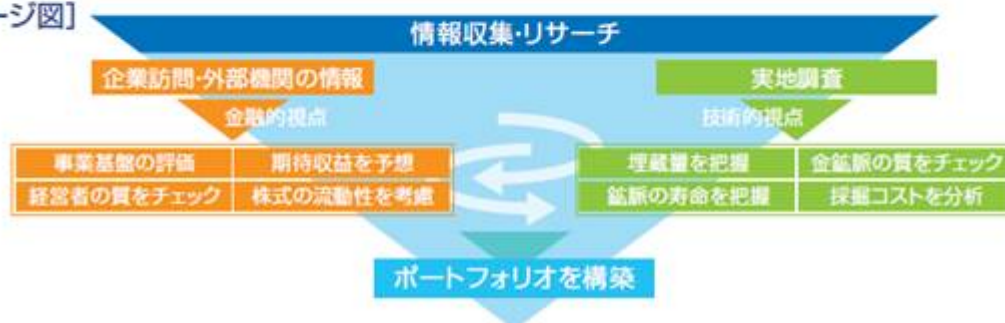 ージ図]
情報収集・リサーチ
企業訪問・外部機関の情報
実地調査
金融的視点
技術的視点
事業基盤の評価
期待収益を予想
埋蔵量を把握
金鉱脈の質をチェック
経営者の質をチェック
株式の流動性を考慮
鉱脈の寿命を把握
採掘コストを分析
ポートフォリオを構築